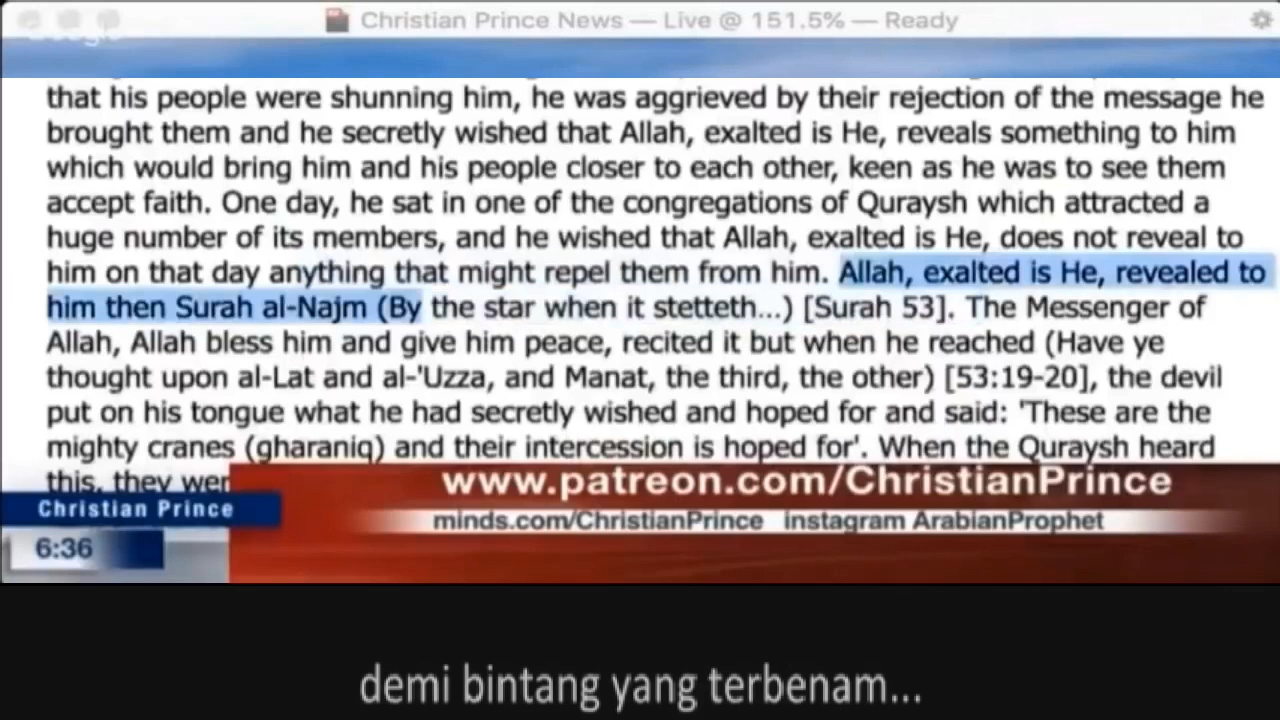 Christian Prince News — Live @ 151.5% — Ready
Google
that his people were shunning him, he was aggrieved by their rejection of the message he
brought them and he secretly wished that Allah, exalted is He, reveals something to him
which would bring him and his people closer to each other, keen as he was to see them
accept faith. One day, he sat in one of the congregations of Quraysh which attracted a
huge number of its members, and he wished that Allah, exalted is He, does not reveal to
him on that day anything that might repel them from him. Allah, exalted is He, revealed to
him then Surah al-Najm (By the star when it stetteth...) [Surah 53]. The Messenger of
Allah, Allah bless him and give him peace, recited it but when he reached (Have ye
thought upon al-Lat and al-'Uzza, and Manat, the third, the other) [53:19-20], the devil
put on his tongue what he had secretly wished and hoped for and said: 'These are the
mighty cranes (gharaniq) and their intercession is hoped for'. When the Quraysh heard
this, they wer
www.patreon.com/ChristianPrince
Christian Prince
minds.com/ChristianPrince instagram ArabianProphet
6:36
demi bintang yang terbenam...